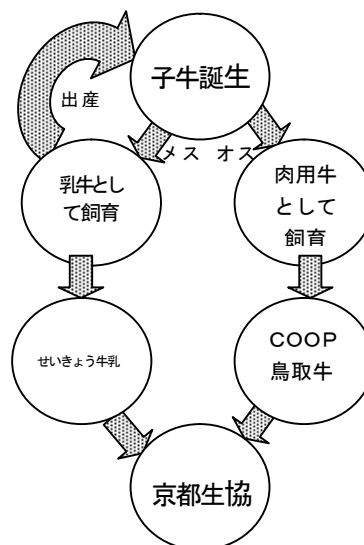 子牛誕生
出産
メス オス
乳牛とし
て飼育
肉用牛
として
飼育
せいきょう牛乳
COOP
鳥取牛
京都生協